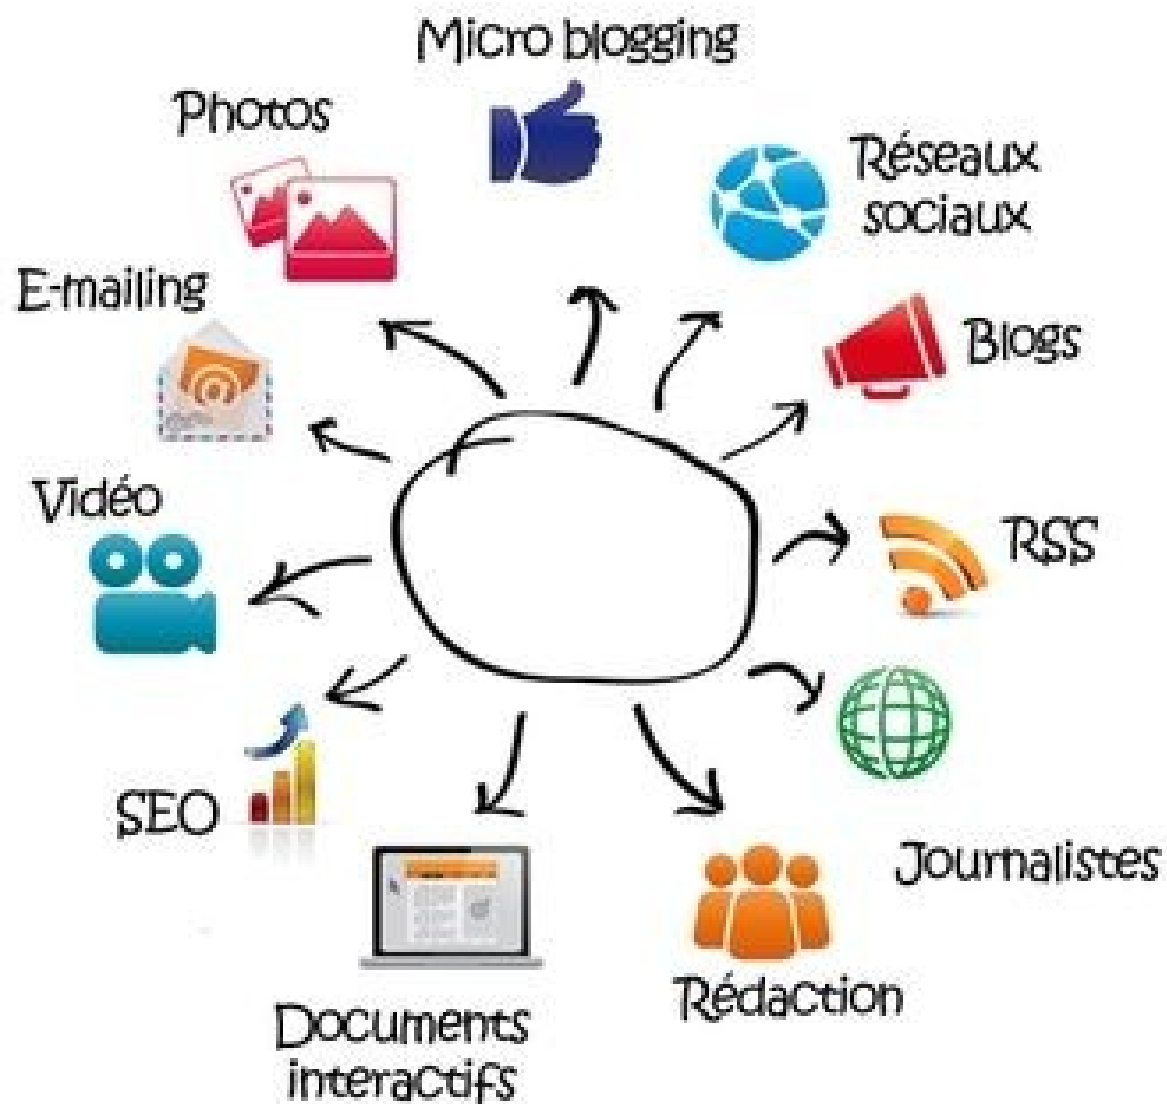 Micro blogging
Photos
Réseaux
sociaux
E-mailing
Blogs
Vidéo
RSS
SEO
Journalistes
Rédaction
Documents
interactifs